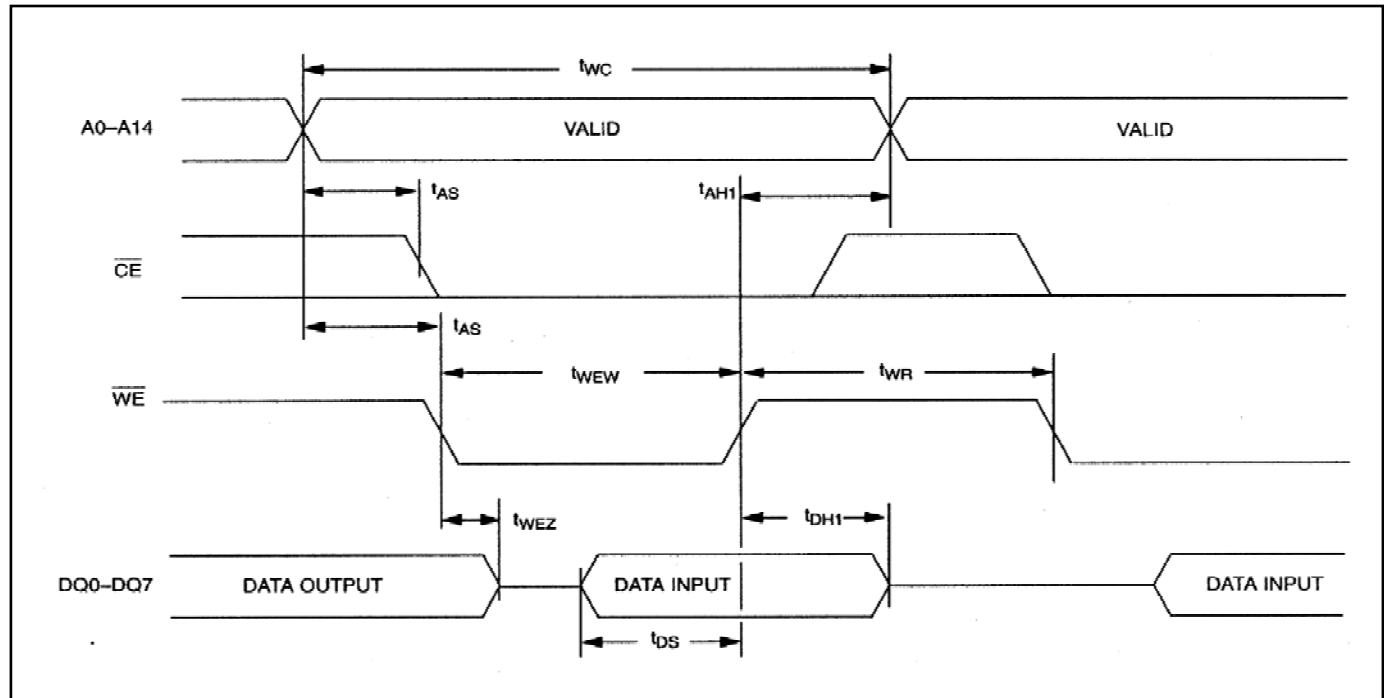 tWC
A0–A14
VALID
VALID
tAS
tAH1
CE
tAS
tWEW
tWR
WE
tWEZ
tDH1
DQ0–DQ7
DATA OUTPUT
DATA INPUT
DATA INPUT
tDS